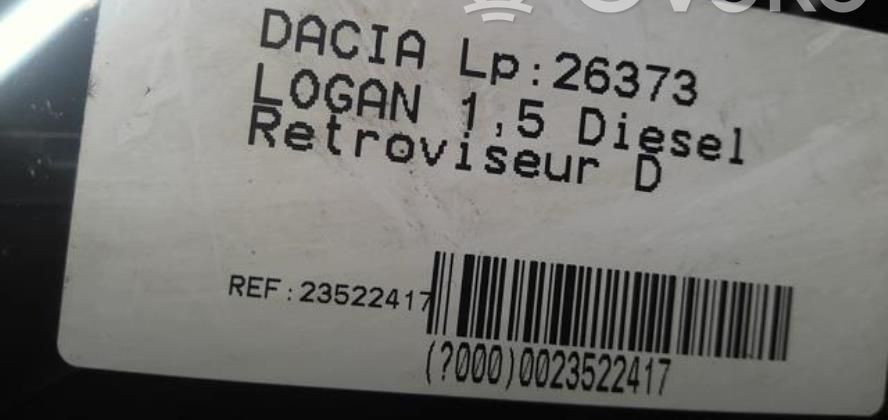 DACIA Lp:26373
LOGAN 1,5 Diesel
Retroviseur D
REF:23522417
(?000)0023522417